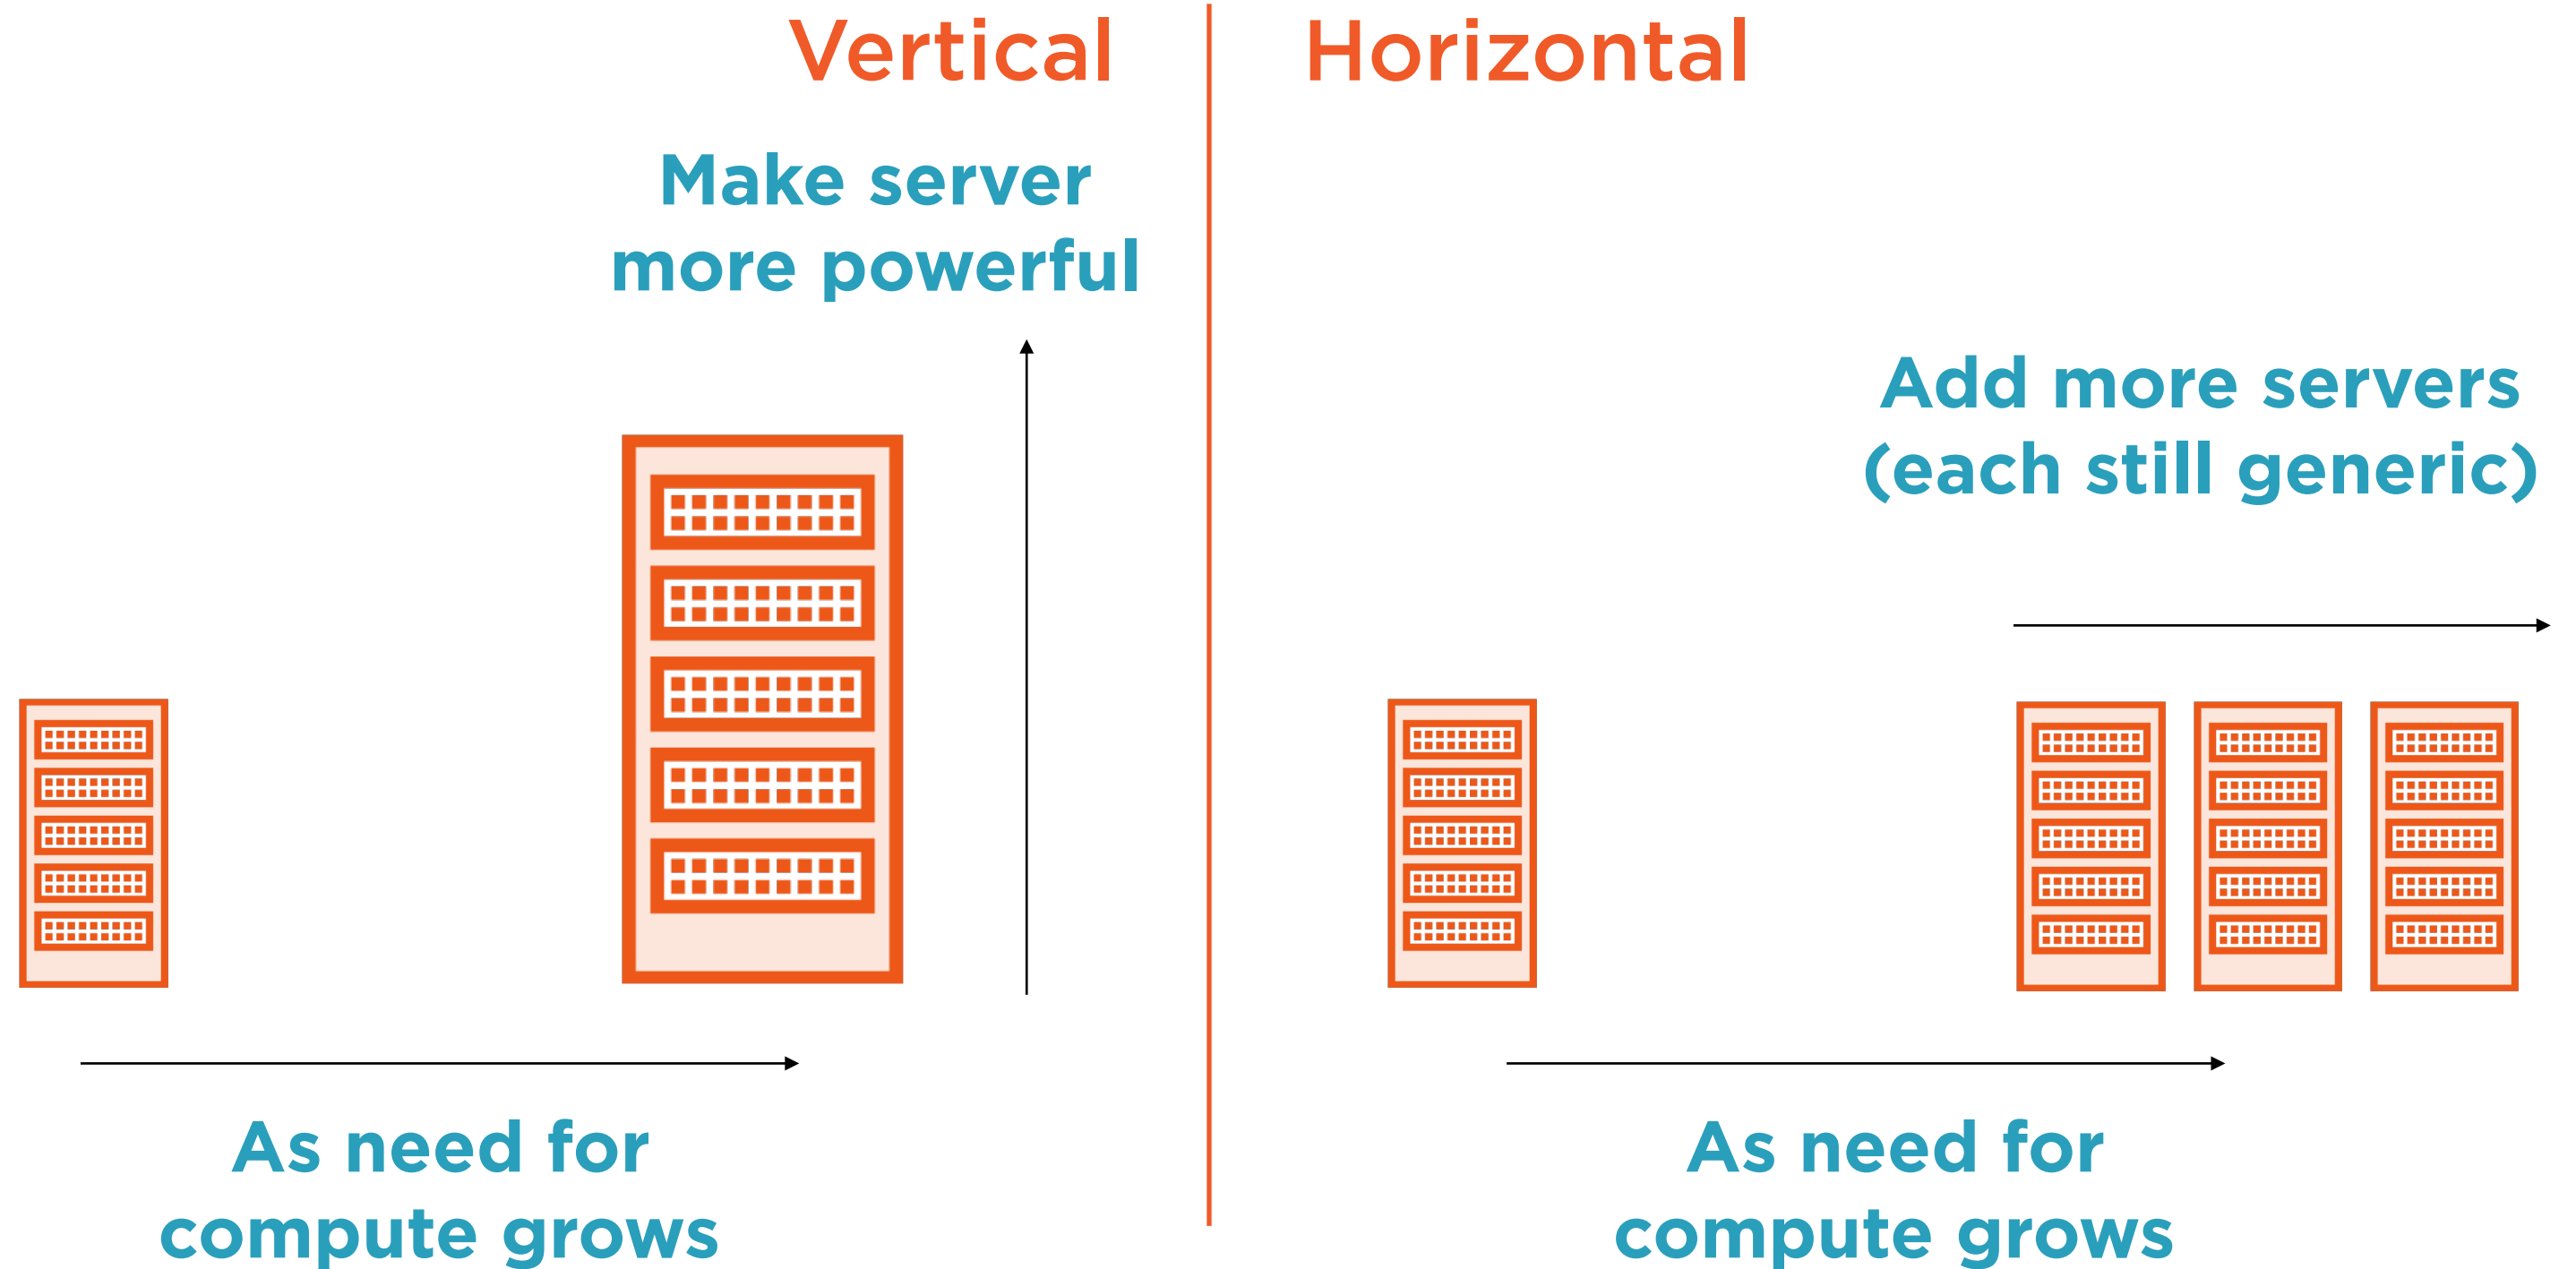 Vertical
Make server
more powerful
As need for
compute grows
Horizontal
Add more servers
(each still generic)
As need for
compute grows